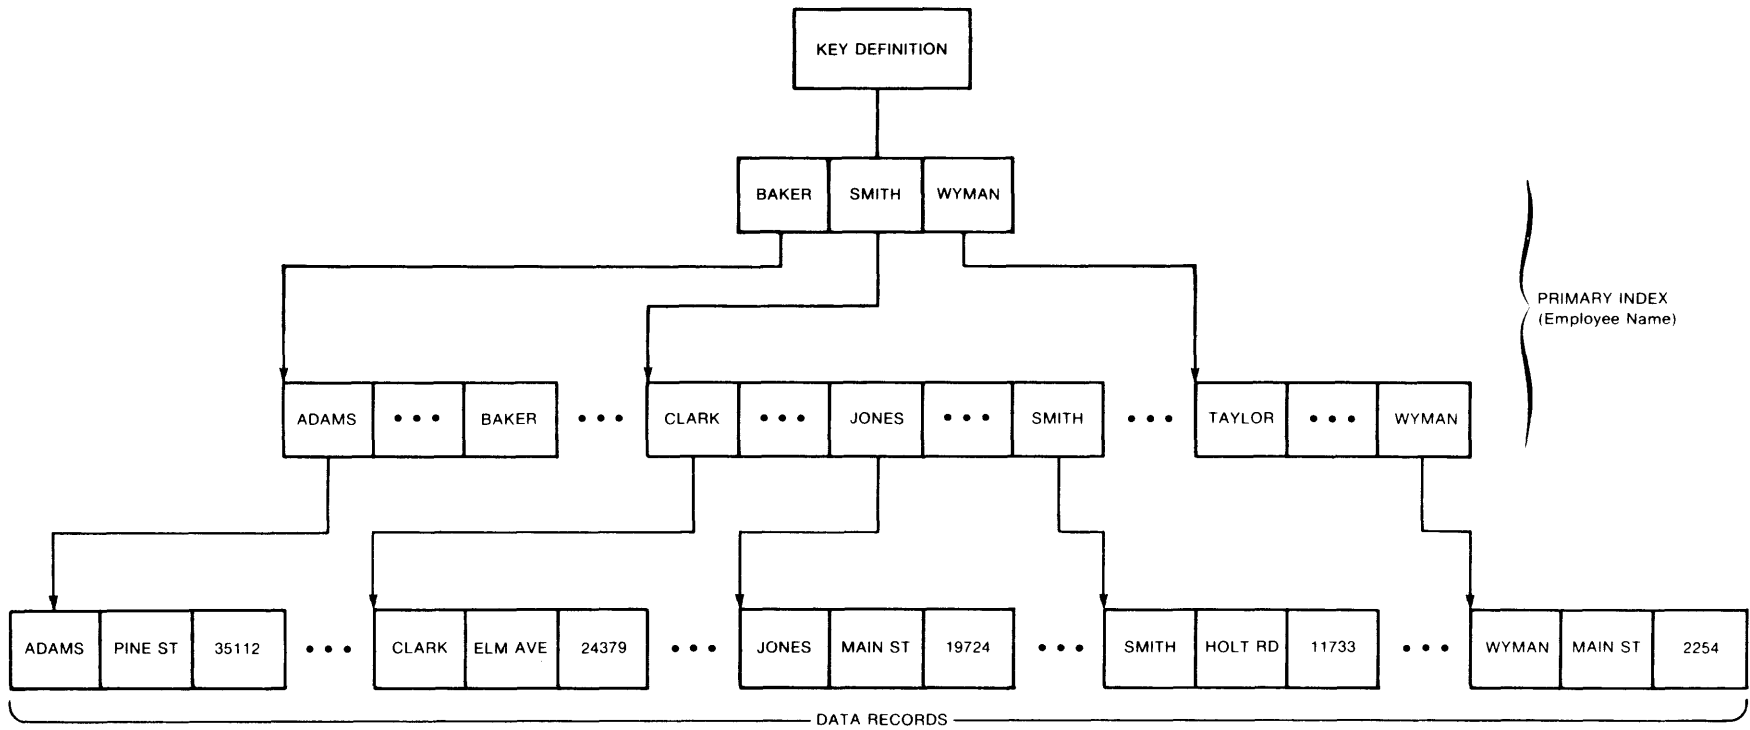 KEY DEFINITION
BAKER SMITH WYMAN
PRIMARY INDEX
(Employee Name)
ADAMS • • • BAKER • • • CLARK • • • JONES • • • SMITH • • • TAYLOR • • • WYMAN
ADAMS PINE ST 35112 • • • CLARK ELM AVE 24379 • • • JONES MAIN ST 19724 • • • SMITH HOLT RD 11733 • • • WYMAN MAIN ST 2254
DATA RECORDS